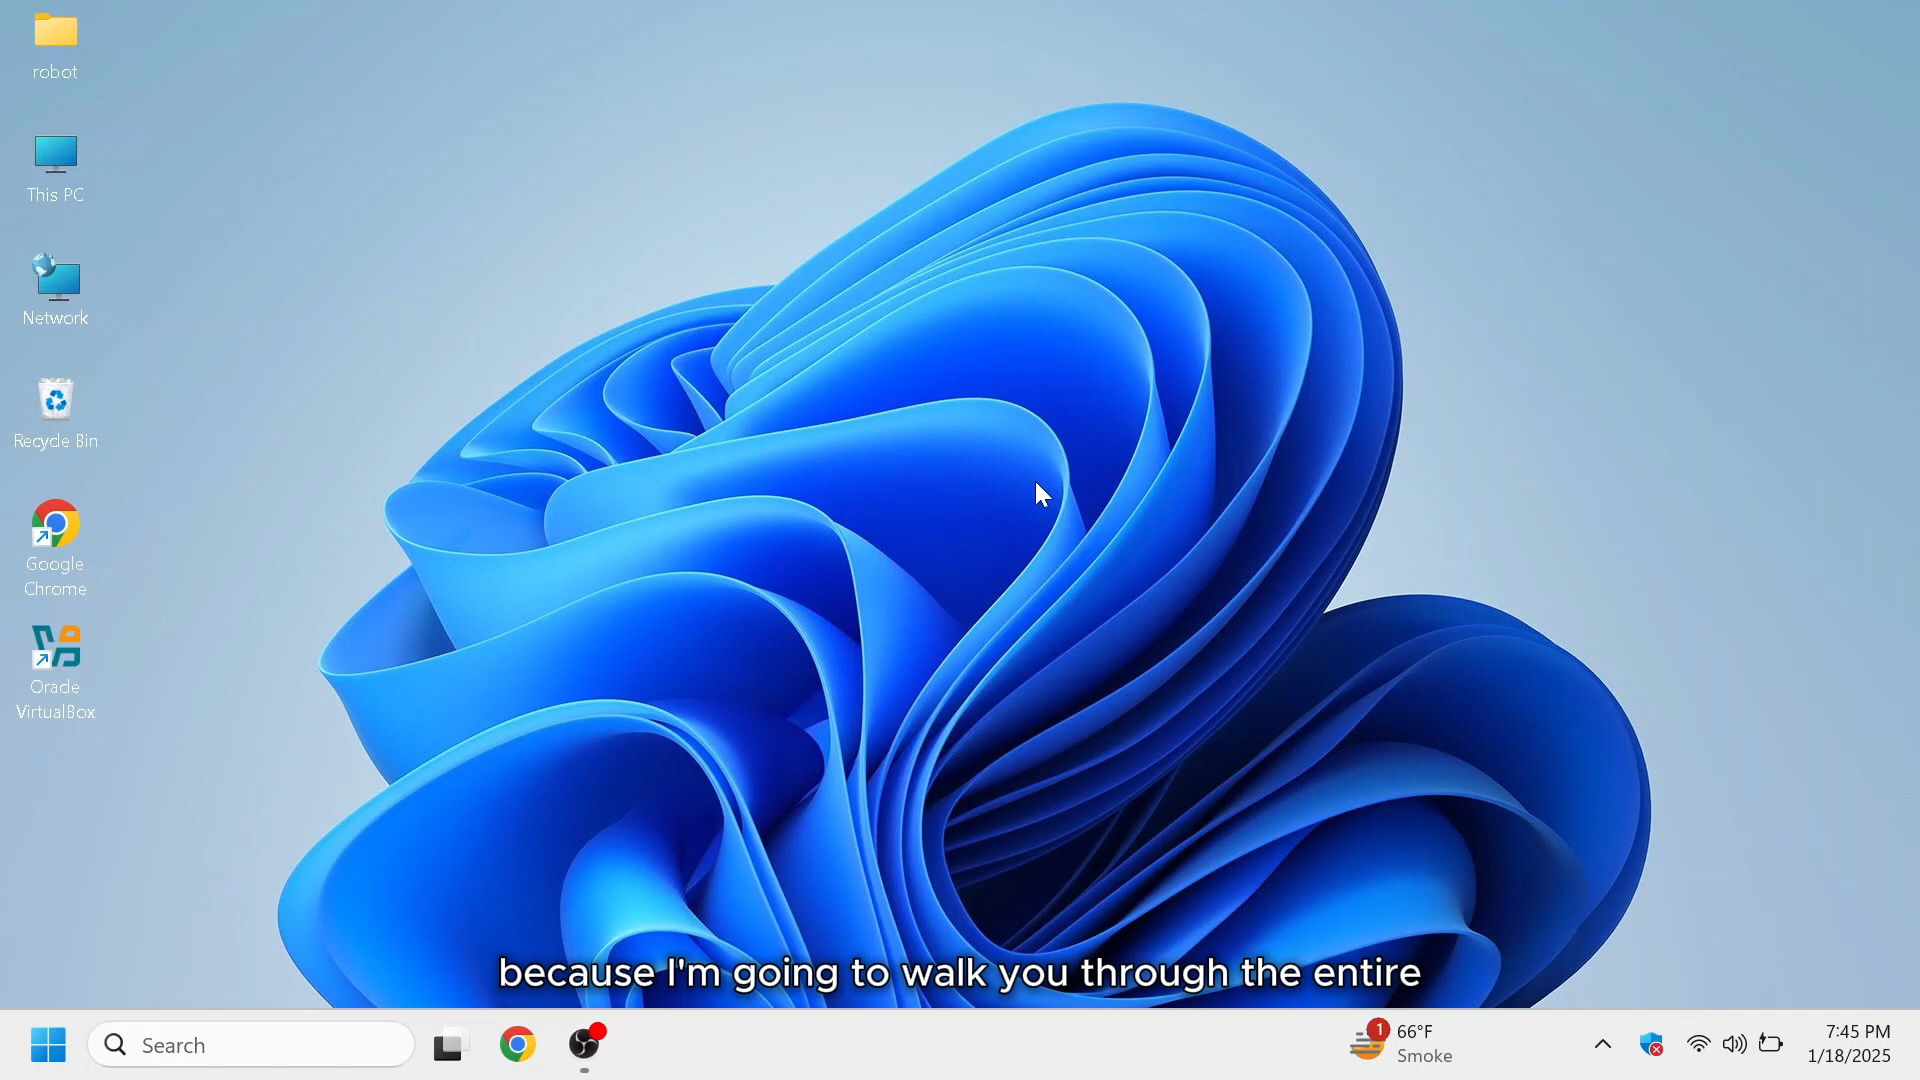 robot
This PC
Network
Recycle Bin
Google
Chrome
Oracle
VirtualBox
because I'm going to walk you through the entire
Search
1
66°F
Smoke
7:45 PM
1/18/2025